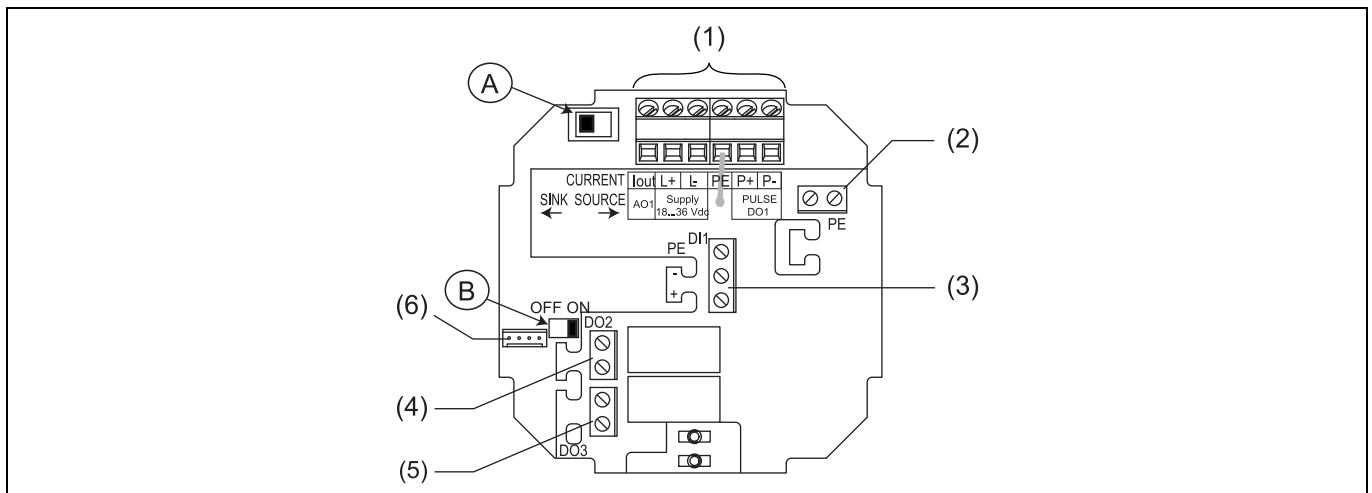 (1)
A
(2)
CURRENT Iout L+ L- PE P+ P-
SINK SOURCE AO1 Supply 18...36 Vdc PULSE DO1
PE
DI1
PE
-
+
(3)
B
OFF ON
(6)
DO2
(4)
(5)
DO3